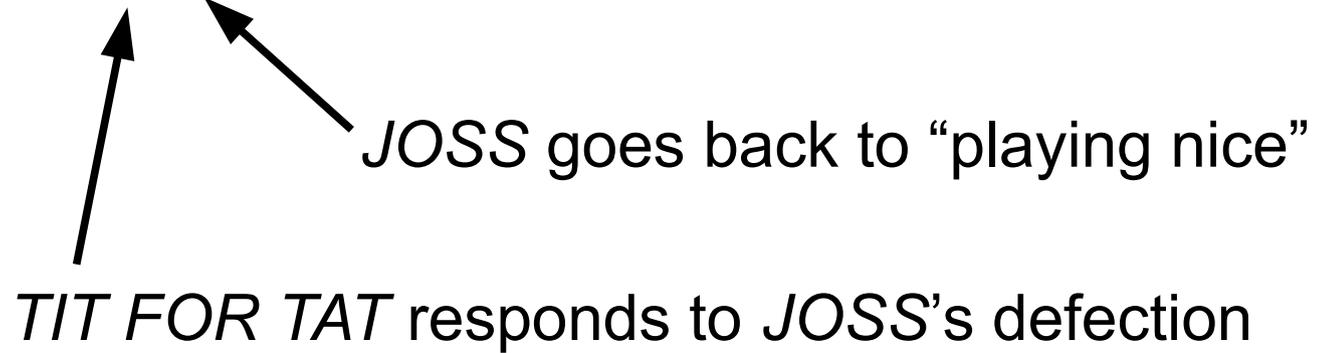 JOSS goes back to “playing nice”
TIT FOR TAT responds to JOSS’s defection